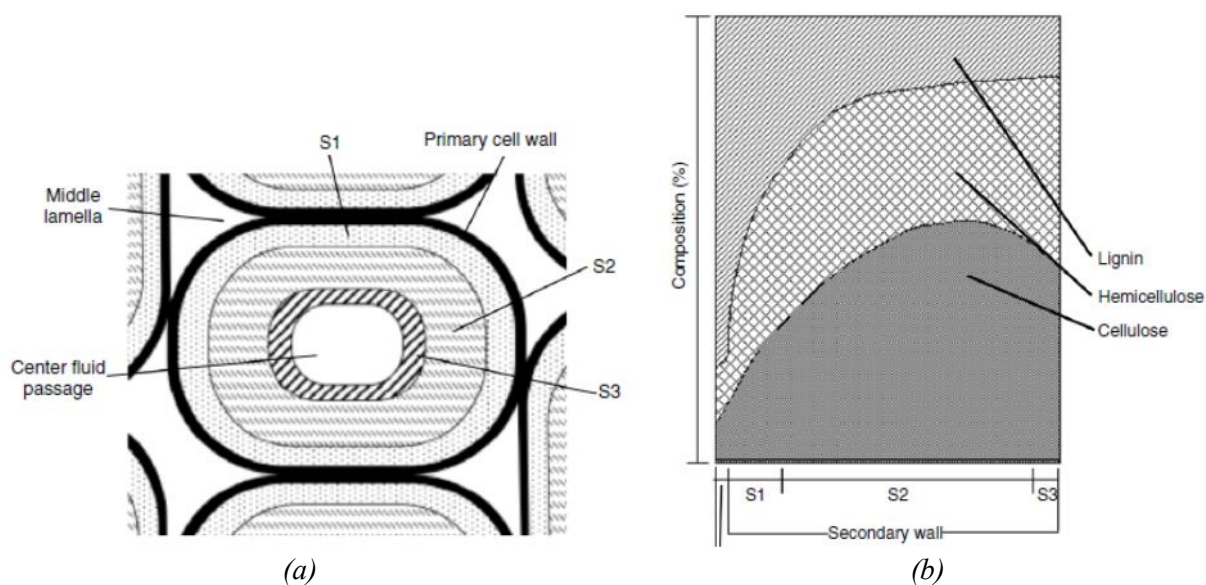 S1
Primary cell wall
Middle
lamella
S2
Center fluid
passage
S3
(a)
Composition (%)
Lignin
Hemicellulose
Cellulose
S1
S2
S3
Secondary wall
(b)